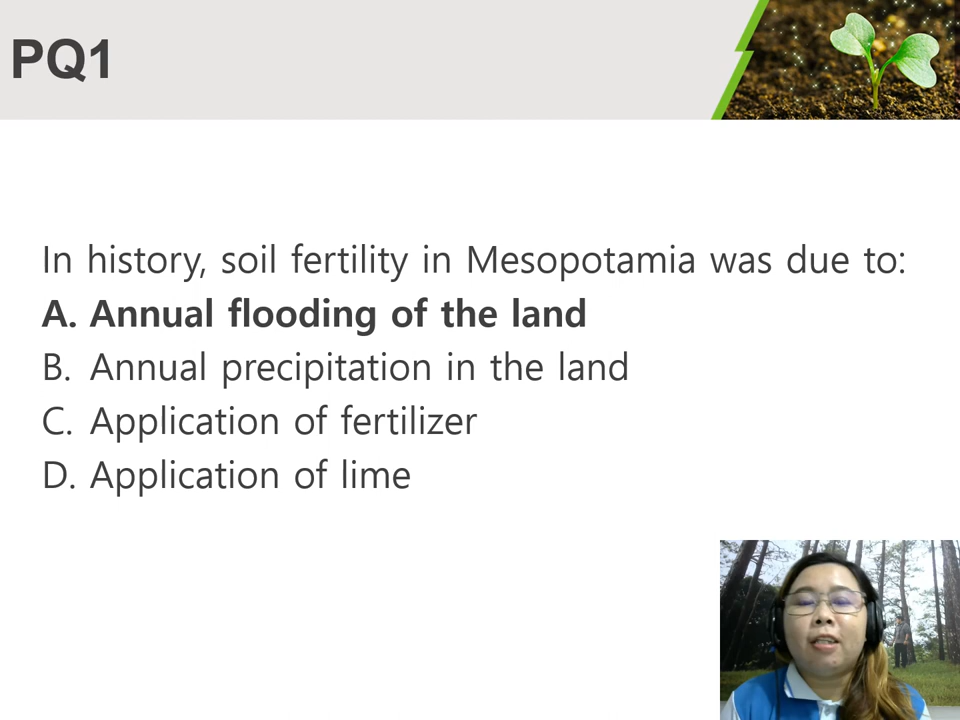 PQ1
In history, soil fertility in Mesopotamia was due to:
A. Annual flooding of the land
B. Annual precipitation in the land
C. Application of fertilizer
D. Application of lime